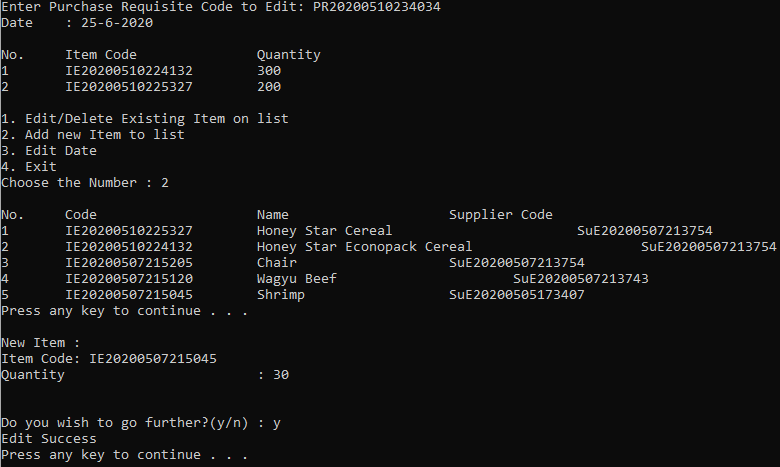 Enter Purchase Requisite Code to Edit: PR20200510234034
Date    : 25-6-2020
No.     Item Code               Quantity
1       IE20200510224132        300
2       IE20200510225327        200
1. Edit/Delete Existing Item on list
2. Add new Item to list
3. Edit Date
4. Exit
Choose the Number : 2
No.     Code                    Name                    Supplier Code
1       IE20200510225327        Honey Star Cereal                       SuE20200507213754
2       IE20200510224132        Honey Star Econopack Cereal                     SuE20200507213754
3       IE20200507215205        Chair                   SuE20200507213754
4       IE20200507215120        Wagyu Beef                      SuE20200507213743
5       IE20200507215045        Shrimp                  SuE20200505173407
Press any key to continue . . .
New Item :
Item Code: IE20200507215045
Quantity                        : 30
Do you wish to go further?(y/n) : y
Edit Success
Press any key to continue . . .